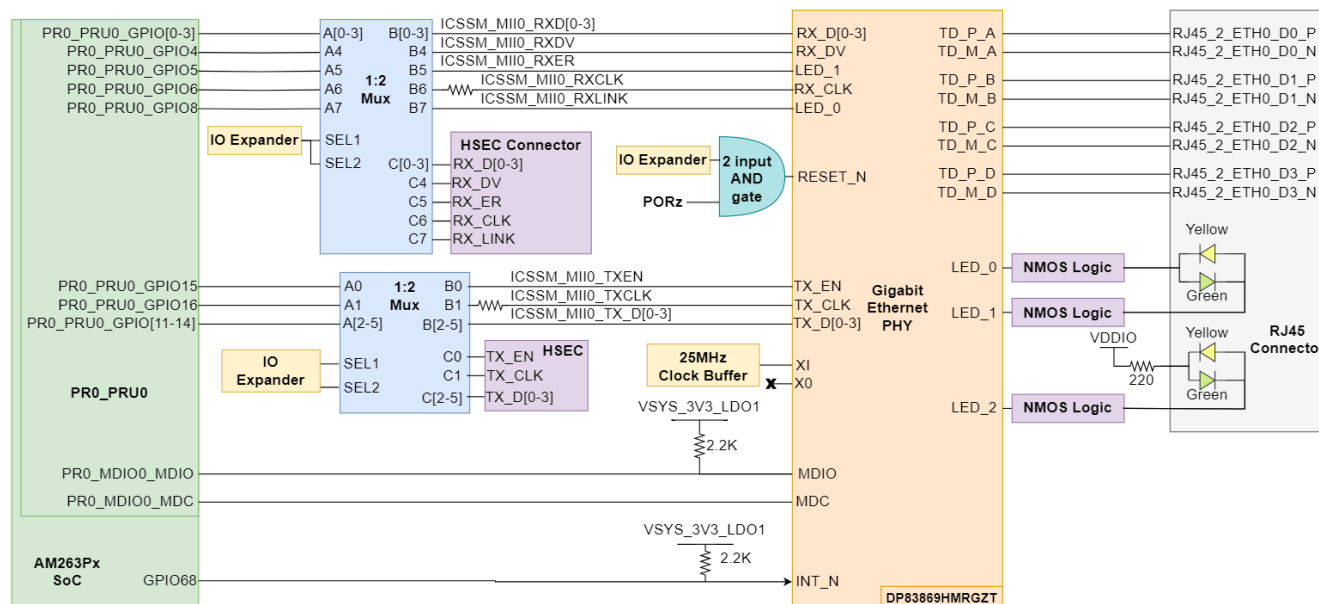 PR0_PRU0_GPIO[0-3]
PR0_PRU0_GPIO4
PR0_PRU0_GPIO5
PR0_PRU0_GPIO6
PR0_PRU0_GPIO8
PR0_PRU0_GPIO15
PR0_PRU0_GPIO16
PR0_PRU0_GPIO[11-14]
PR0_PRU0
PR0_MDIO0_MDIO
PR0_MDIO0_MDC
AM263Px
SoC
GPIO68
A[0-3]
A4
A5
A6
A7
1:2
Mux
B[0-3]
B4
B5
B6
B7
SEL1
SEL2
C[0-3]
C4
C5
C6
C7
IO Expander
HSEC Connector
RX_D[0-3]
RX_DV
RX_ER
RX_CLK
RX_LINK
ICSSM_MII0_RXD[0-3]
ICSSM_MII0_RXDV
ICSSM_MII0_RXER
ICSSM_MII0_RXCLK
ICSSM_MII0_RXLINK
IO Expander
PORz
2 input
AND
gate
A0
A1
A[2-5]
1:2
Mux
B0
B1
B[2-5]
SEL1
SEL2
C0
C1
C[2-5]
IO
Expander
HSEC
TX_EN
TX_CLK
TX_D[0-3]
ICSSM_MII0_TXEN
ICSSM_MII0_TXCLK
ICSSM_MII0_TX_D[0-3]
25MHz
Clock Buffer
VSYS_3V3_LDO1
2.2K
VSYS_3V3_LDO1
2.2K
RX_D[0-3]
RX_DV
LED_1
RX_CLK
LED_0
RESET_N
TX_EN
TX_CLK
TX_D[0-3]
XI
X0
MDIO
MDC
INT_N
Gigabit
Ethernet
PHY
DP83869HMRGZT
TD_P_A
TD_M_A
TD_P_B
TD_M_B
TD_P_C
TD_M_C
TD_P_D
TD_M_D
LED_0
LED_1
LED_2
NMOS Logic
NMOS Logic
NMOS Logic
VDDIO
220
RJ45_2_ETH0_D0_P
RJ45_2_ETH0_D0_N
RJ45_2_ETH0_D1_P
RJ45_2_ETH0_D1_N
RJ45_2_ETH0_D2_P
RJ45_2_ETH0_D2_N
RJ45_2_ETH0_D3_P
RJ45_2_ETH0_D3_N
Yellow
Green
Yellow
Green
RJ45
Connecto